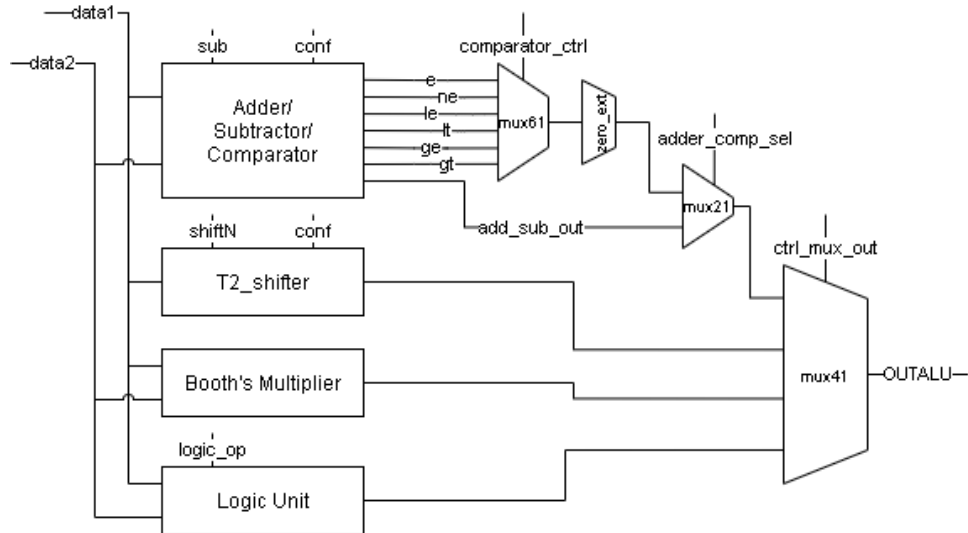 data1
sub
conf
comparator_ctrl
data2
e
ne
le
lt
ge
gt
Adder/
Subtractor/
Comparator
mux61
zero_ext
adder_comp_sel
mux21
add_sub_out
shiftN
conf
ctrl_mux_out
T2_shifter
Booth's Multiplier
mux41
OUTALU
logic_op
Logic Unit